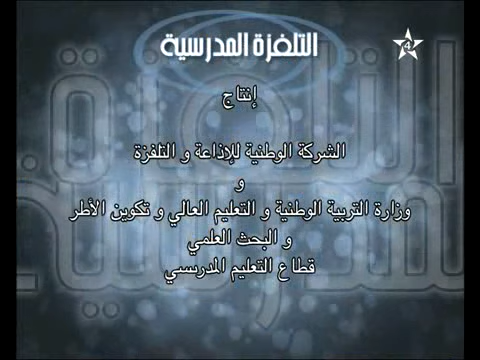 التلفزة المدرسية
4
إنتاج
الشركة الوطنية للإذاعة و التلفزة
و
وزارة التربية الوطنية و التعليم العالي و تكوين الأطر
و البحث العلمي
قطاع التعليم المدرسي